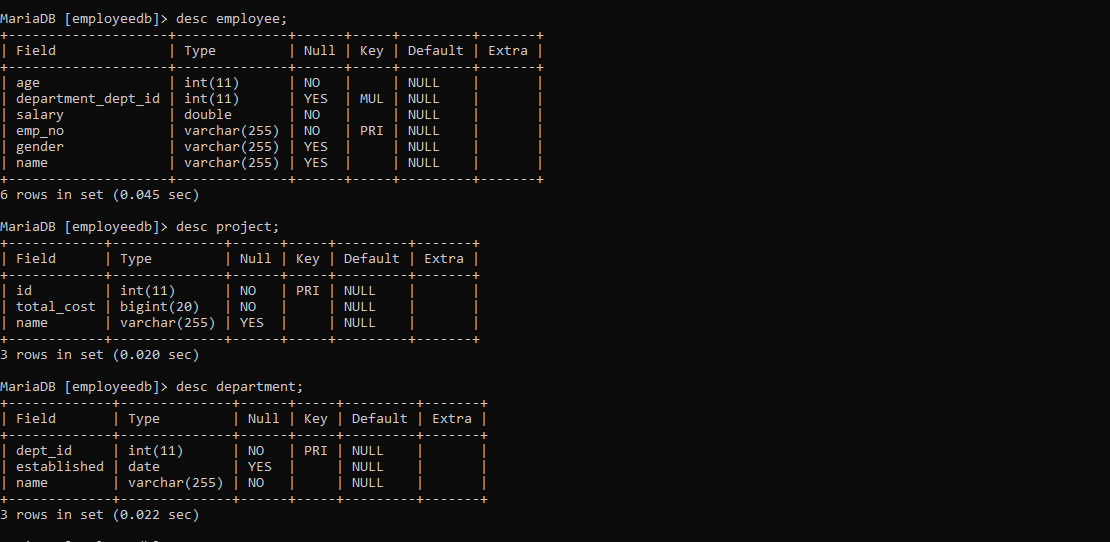 MariaDB [employeedb]> desc employee;
+--------------------+--------------+------+-----+---------+-------+
| Field              | Type         | Null | Key | Default | Extra |
+--------------------+--------------+------+-----+---------+-------+
| age                | int(11)      | NO   |     | NULL    |       |
| department_dept_id | int(11)      | YES  | MUL | NULL    |       |
| salary             | double       | NO   |     | NULL    |       |
| emp_no             | varchar(255) | NO   | PRI | NULL    |       |
| gender             | varchar(255) | YES  |     | NULL    |       |
| name               | varchar(255) | YES  |     | NULL    |       |
+--------------------+--------------+------+-----+---------+-------+
6 rows in set (0.045 sec)

MariaDB [employeedb]> desc project;
+------------+--------------+------+-----+---------+-------+
| Field      | Type         | Null | Key | Default | Extra |
+------------+--------------+------+-----+---------+-------+
| id         | int(11)      | NO   | PRI | NULL    |       |
| total_cost | bigint(20)   | NO   |     | NULL    |       |
| name       | varchar(255) | YES  |     | NULL    |       |
+------------+--------------+------+-----+---------+-------+
3 rows in set (0.020 sec)

MariaDB [employeedb]> desc department;
+-------------+--------------+------+-----+---------+-------+
| Field       | Type         | Null | Key | Default | Extra |
+-------------+--------------+------+-----+---------+-------+
| dept_id     | int(11)      | NO   | PRI | NULL    |       |
| established | date         | YES  |     | NULL    |       |
| name        | varchar(255) | NO   |     | NULL    |       |
+-------------+--------------+------+-----+---------+-------+
3 rows in set (0.022 sec)